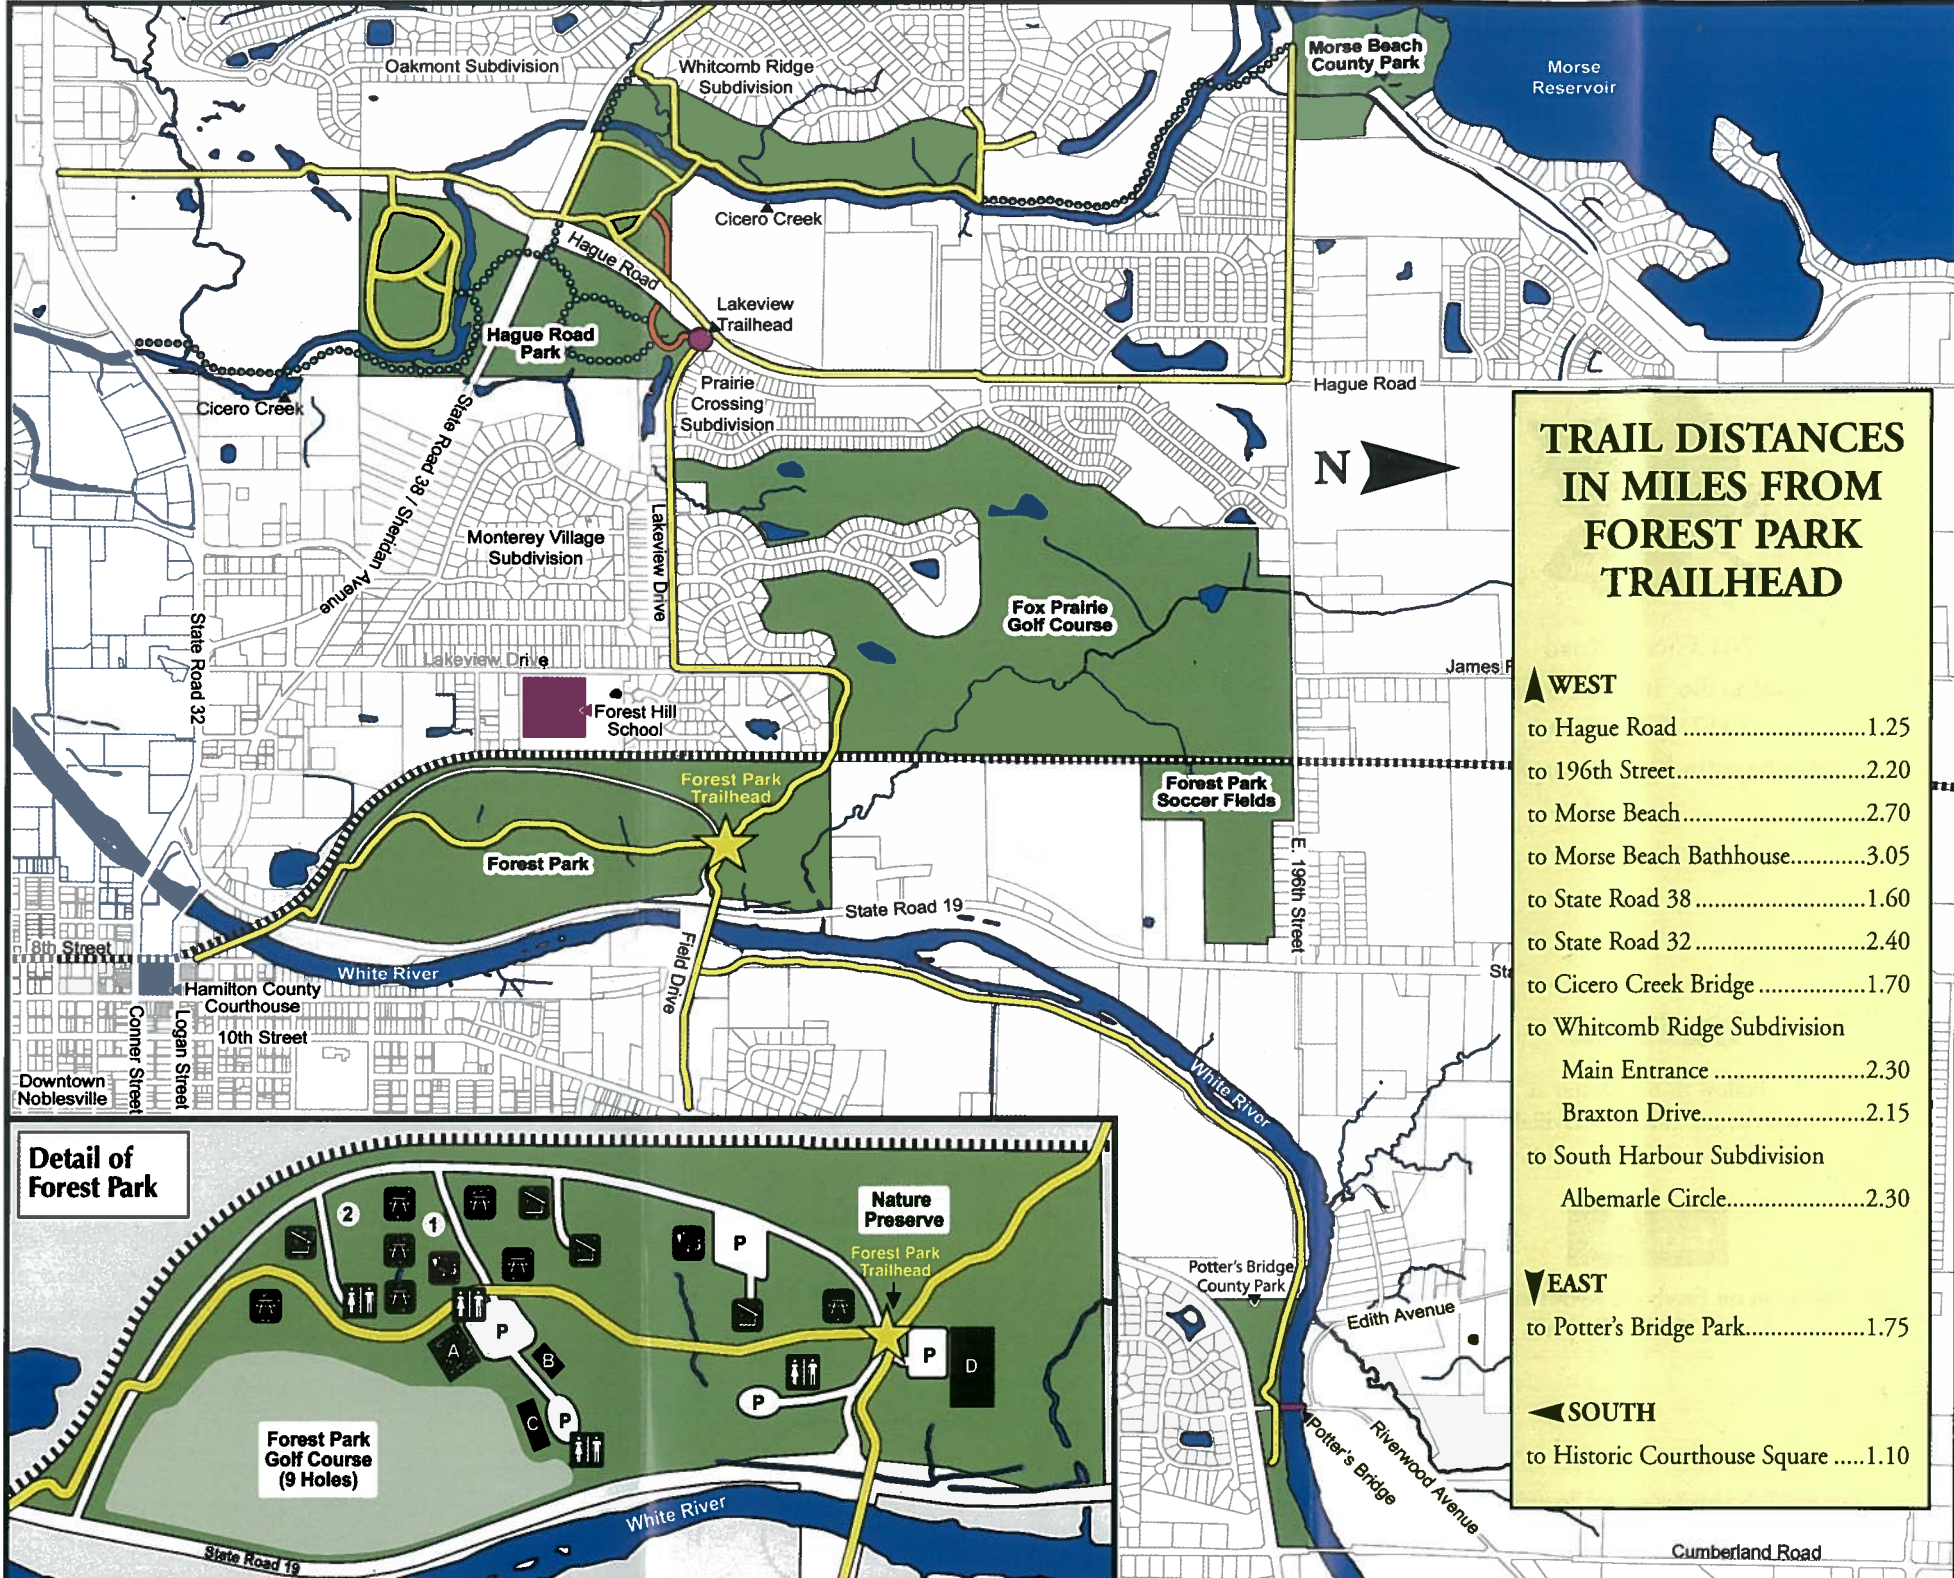 Oakmont Subdivision
Whitcomb Ridge
Subdivision
Morse Beach
County Park
Morse
Reservoir
Cicero Creek
Hague Road
Lakeview
Trailhead
Hague Road
Park
Prairie
Crossing
Subdivision
Hague Road
Cicero Creek
State Road 38 / Sheridan Avenue
N
Monterey Village
Subdivision
Lakeview Drive
Fox Prairie
Golf Course
State Road 32
Lakeview Drive
James
Forest Hill
School
Forest Park
Trailhead
Forest Park
Soccer Fields
Forest Park
E. 196th Street
State Road 19
8th Street
White River
Field Drive
Hamilton County
Courthouse
Conner Street
Logan Street
10th Street
Downtown
Noblesville
White River
Potter's Bridge
County Park
Edith Avenue
Potter's Bridge
Riverwood Avenue
Cumberland Road
TRAIL DISTANCES
IN MILES FROM
FOREST PARK
TRAILHEAD
WEST
to Hague Road ............................1.25
to 196th Street.............................2.20
to Morse Beach............................2.70
to Morse Beach Bathhouse............3.05
to State Road 38..........................1.60
to State Road 32..........................2.40
to Cicero Creek Bridge.................1.70
to Whitcomb Ridge Subdivision
Main Entrance .......................2.30
Braxton Drive.........................2.15
to South Harbour Subdivision
Albemarle Circle.....................2.30
EAST
to Potter's Bridge Park..................1.75
SOUTH
to Historic Courthouse Square .....1.10
Detail of
Forest Park
2
1
P
Nature
Preserve
Forest Park
Trailhead
P
A
B
P
D
P
C
P
Forest Park
Golf Course
(9 Holes)
White River
State Road 19